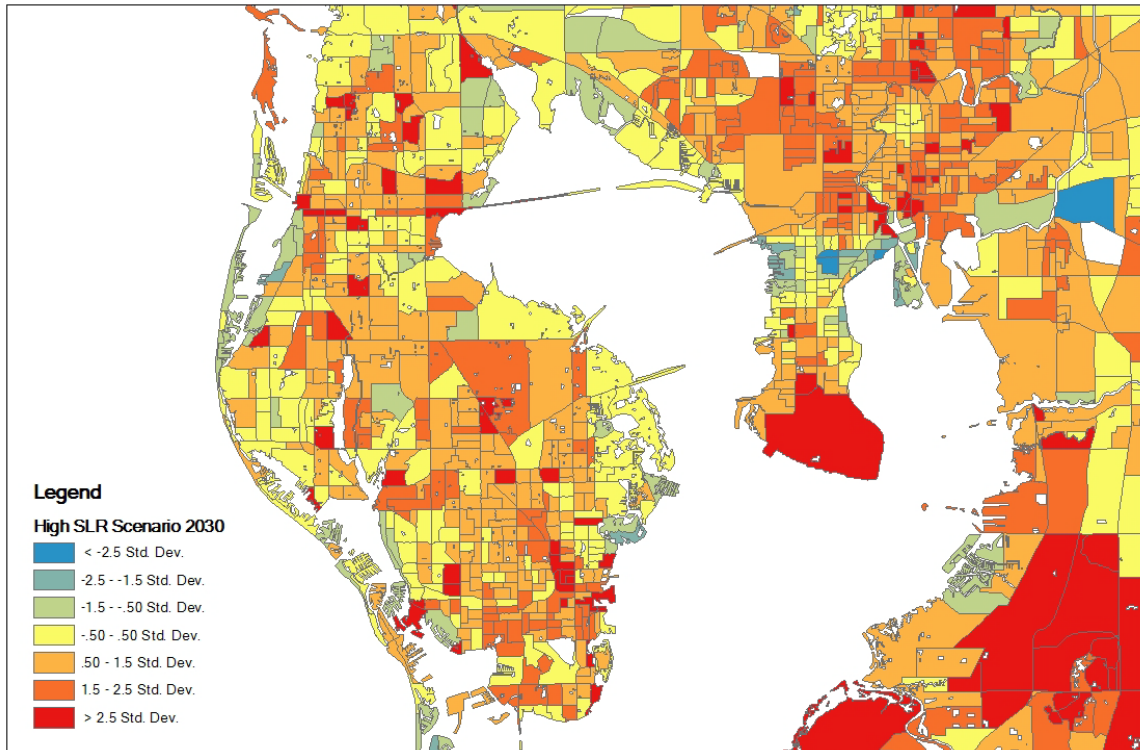 Legend
High SLR Scenario 2030
< -2.5 Std. Dev.
-2.5 - -1.5 Std. Dev.
-1.5 - -.50 Std. Dev.
-.50 - .50 Std. Dev.
.50 - 1.5 Std. Dev.
1.5 - 2.5 Std. Dev.
> 2.5 Std. Dev.